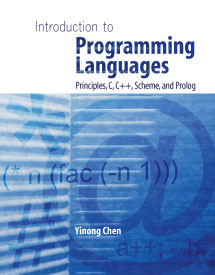 Introduction to
Programming
Languages
Principles, C, C++, Scheme, and Prolog
(* n (fac (-n 1)))
@
Yinong Chen
a++, --b.